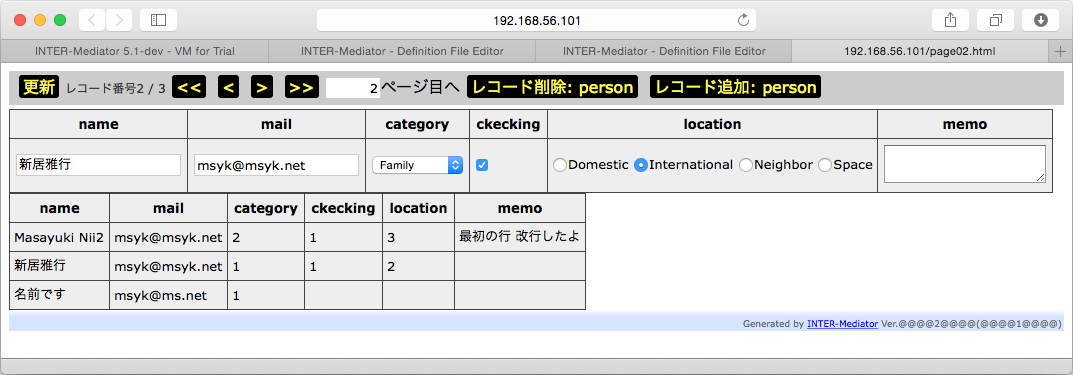 192.168.56.101
INTER-Mediator 5.1-dev - VM for Trial INTER-Mediator - Definition File Editor INTER-Mediator - Definition File Editor 192.168.56.101/page02.html
更新 レコード番号2 / 3 << < > >> 2 ページ目へ レコード削除: person レコード追加: person
name mail category ckecking location memo
新居雅行 msyk@msyk.net Family Domestic International Neighbor Space
name mail category ckecking location memo
Masayuki Nii2 msyk@msyk.net 2 1 3 最初の行 改行したよ
新居雅行 msyk@msyk.net 1 1 2
名前です msyk@ms.net 1
Generated by INTER-Mediator Ver.@@@@2@@@@(@@@@1@@@@)